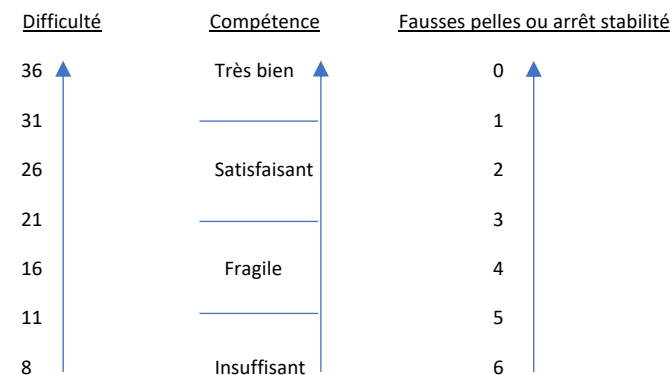 Difficulté Compétence Fausses pelles ou arrêt stabilité
36 Très bien 0
31 1
26 Satisfaisant 2
21 3
16 Fragile 4
11 5
8 Insuffisant 6